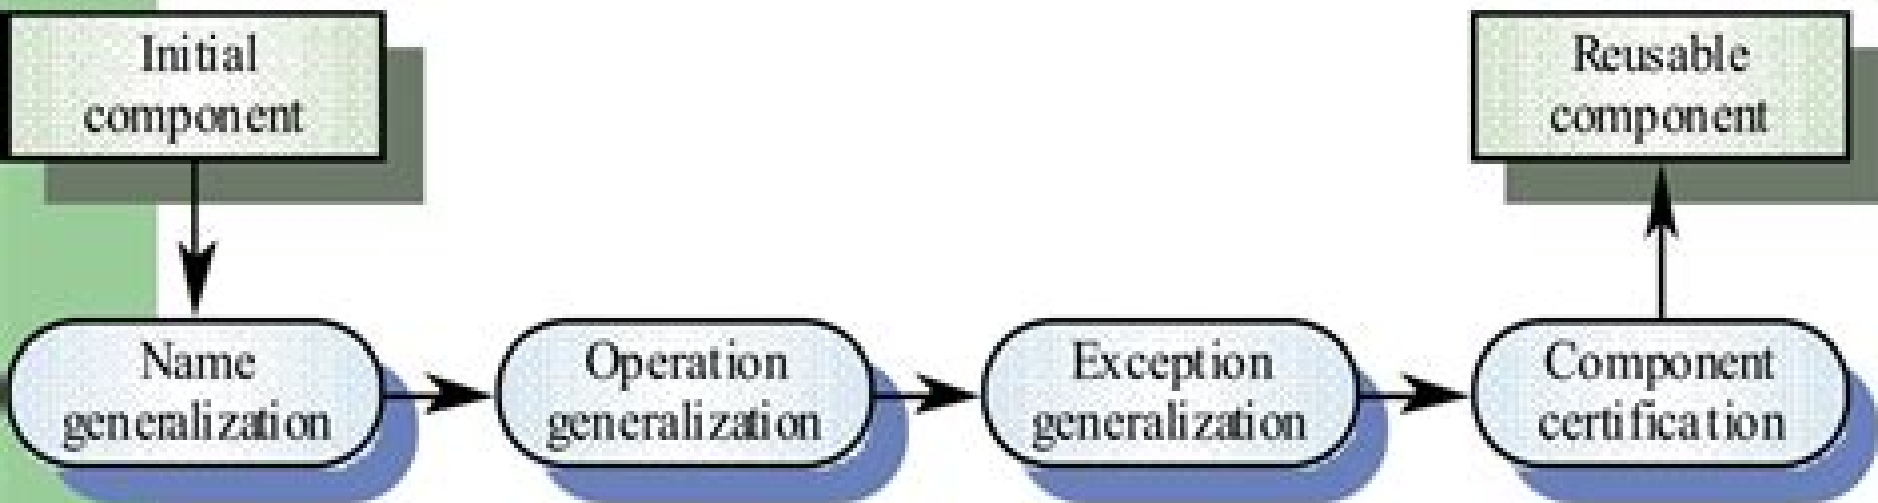 Initial
component
Reusable
component
Name
generalization
Operation
generalization
Exception
generalization
Component
certification